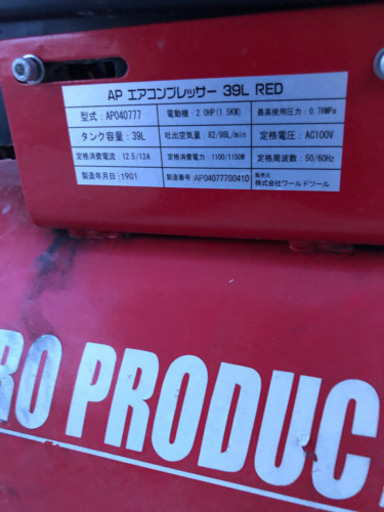 AP エアコンプレッサー 39L RED
型式：AP040777 電動機：2.0HP(1.5KW) 最高使用圧力：0.78MPa
タンク容量：39L 吐出空気量：82/98L/min 定格電圧：AC100V
定格消費電流：12.5/13A 定格消費電力：1100/1150W 定格周波数：50/60Hz
製造年月日：1901 製造番号：AP04077700410 販売元 株式会社ワールドツール
RO PRODUC